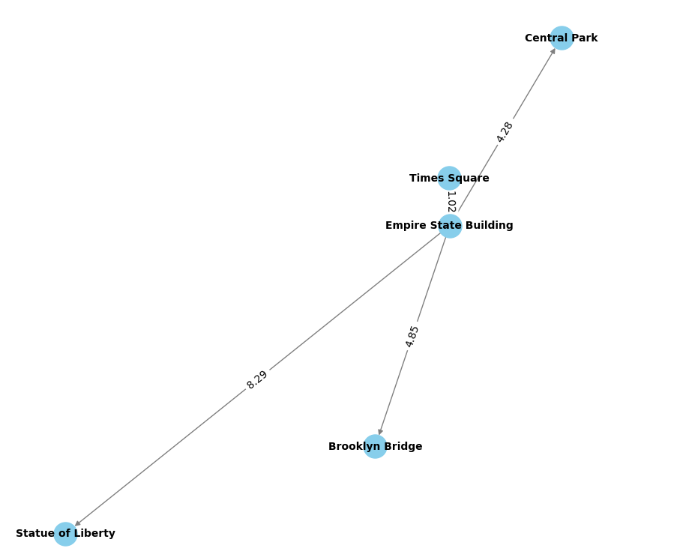 Central Park
4.28
Times Square
1.02
Empire State Building
4.85
8.29
Brooklyn Bridge
Statue of Liberty